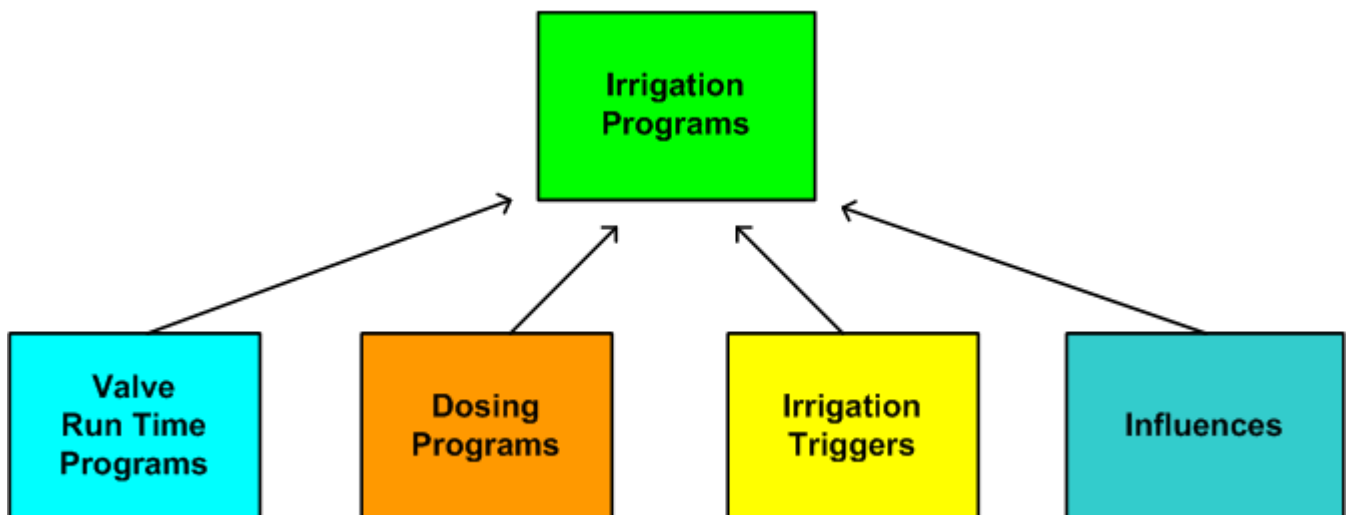 Irrigation
Programs
Valve
Run Time
Programs
Dosing
Programs
Irrigation
Triggers
Influences